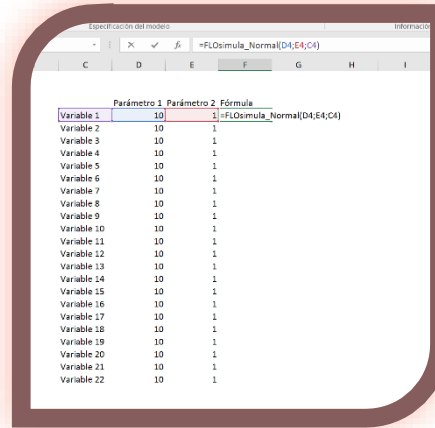 Especificación del modelo Informació
=FLOsimula_Normal(D4;E4;C4)
C D E F G H I
Parámetro 1 Parámetro 2 Fórmula
Variable 1 10 1 =FLOsimula_Normal(D4;E4;C4)
Variable 2 10 1
Variable 3 10 1
Variable 4 10 1
Variable 5 10 1
Variable 6 10 1
Variable 7 10 1
Variable 8 10 1
Variable 9 10 1
Variable 10 10 1
Variable 11 10 1
Variable 12 10 1
Variable 13 10 1
Variable 14 10 1
Variable 15 10 1
Variable 16 10 1
Variable 17 10 1
Variable 18 10 1
Variable 19 10 1
Variable 20 10 1
Variable 21 10 1
Variable 22 10 1